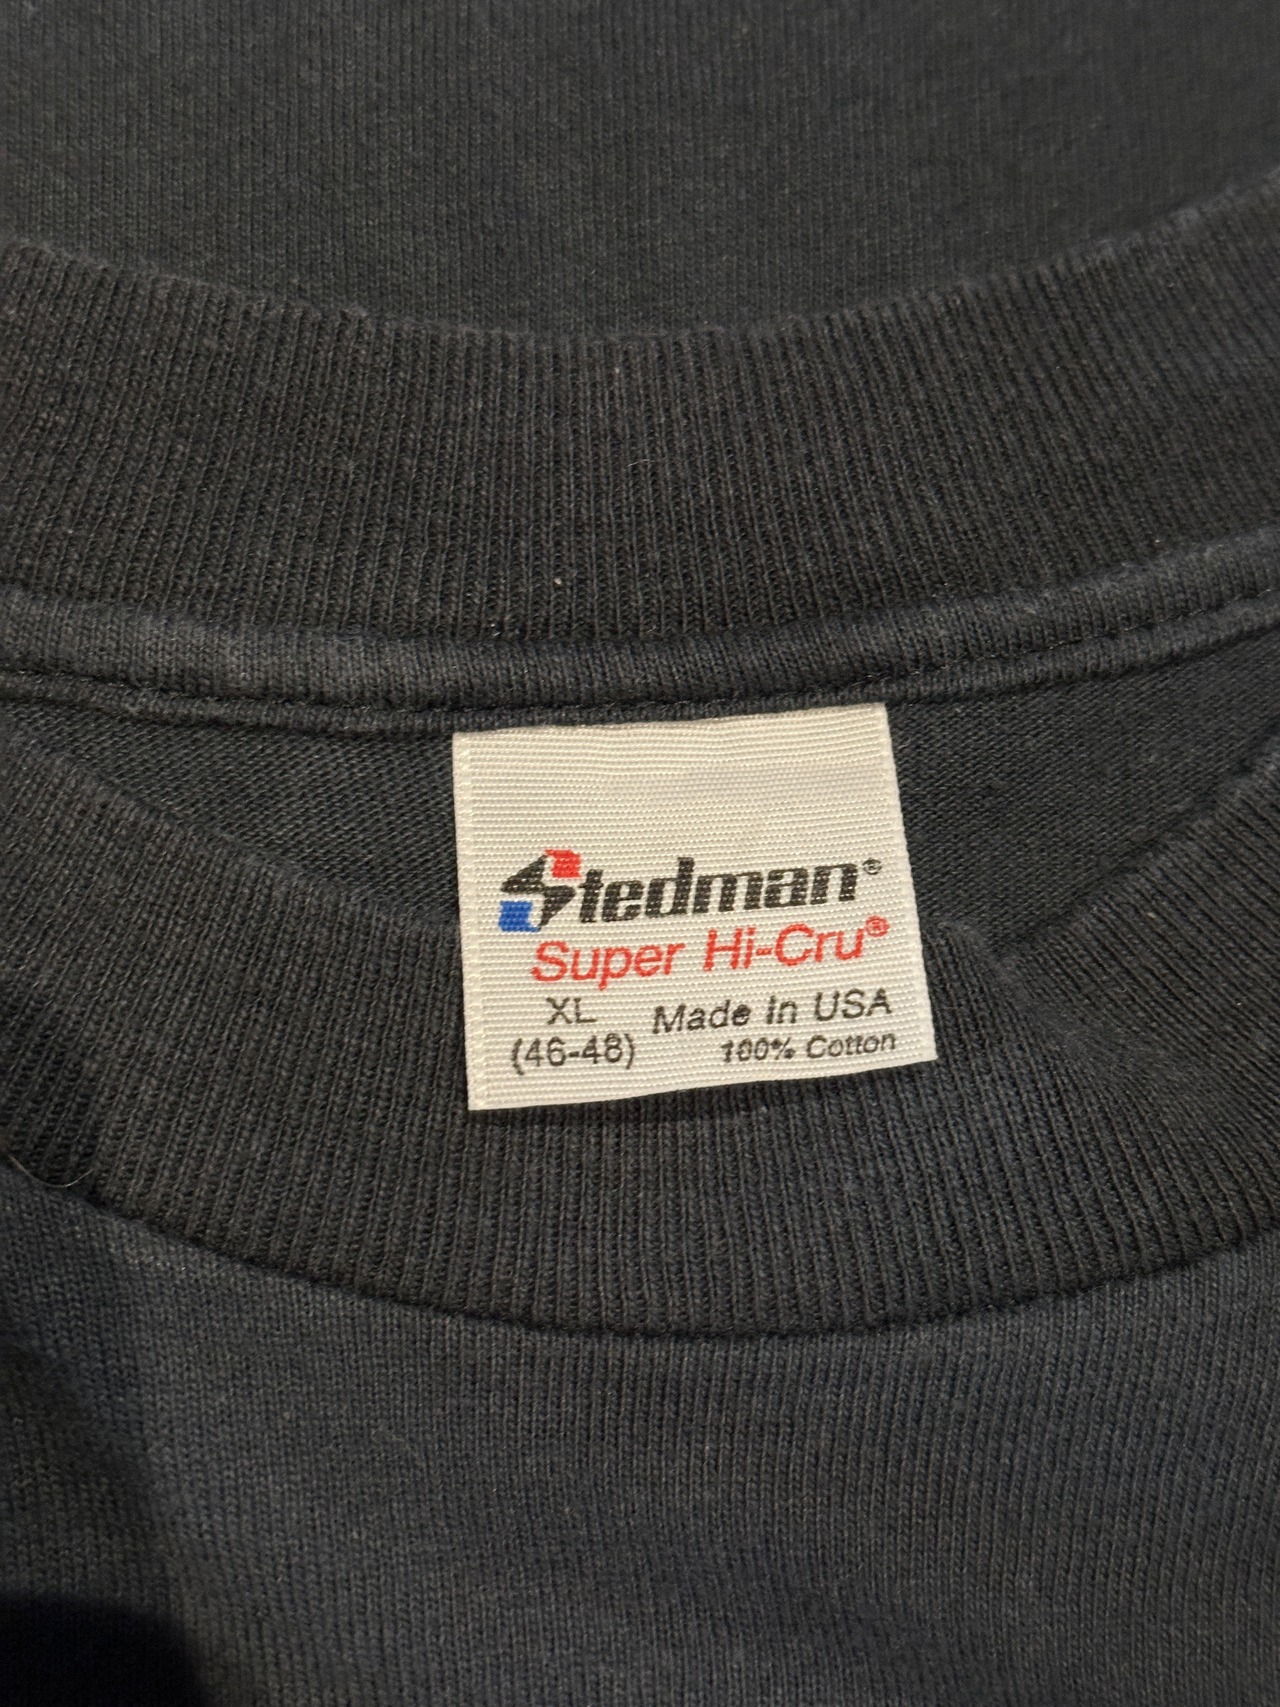 Stedman®
Super Hi-Cru®
XL Made In USA
(46-48) 100% Cotton